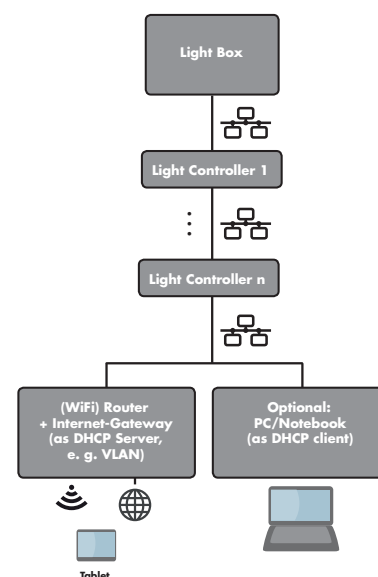 Light Box
Light Controller 1
Light Controller n
(WiFi) Router
+ Internet-Gateway
(as DHCP Server,
e. g. VLAN)
Optional:
PC/Notebook
(as DHCP client)
Tablet